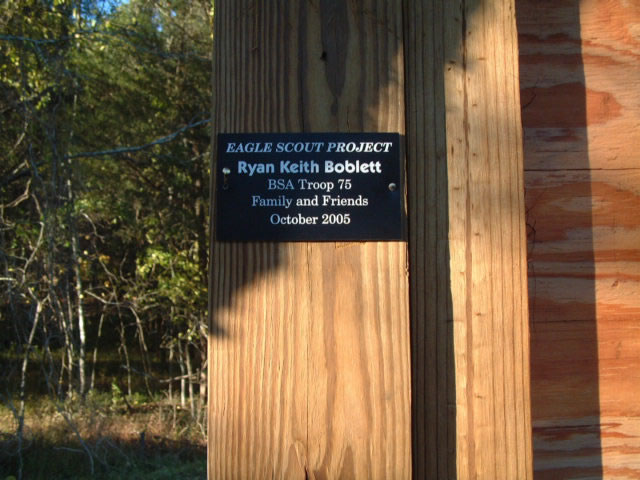 EAGLE SCOUT PROJECT
Ryan Keith Boblett
BSA Troop 75
Family and Friends
October 2005